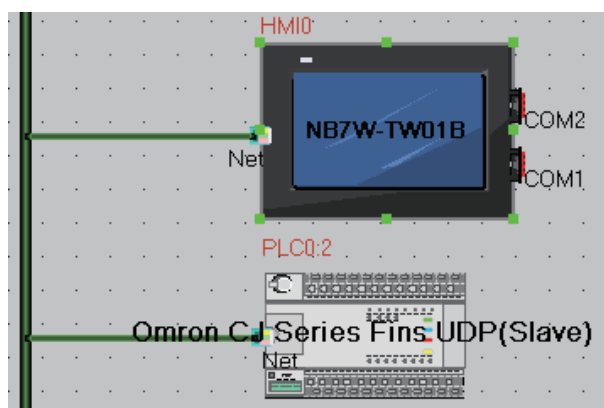 HMI0
NB7W-TW01B
COM2
Net
COM1
PLC0:2
Omron CJ Series Fins UDP(Slave)
Net